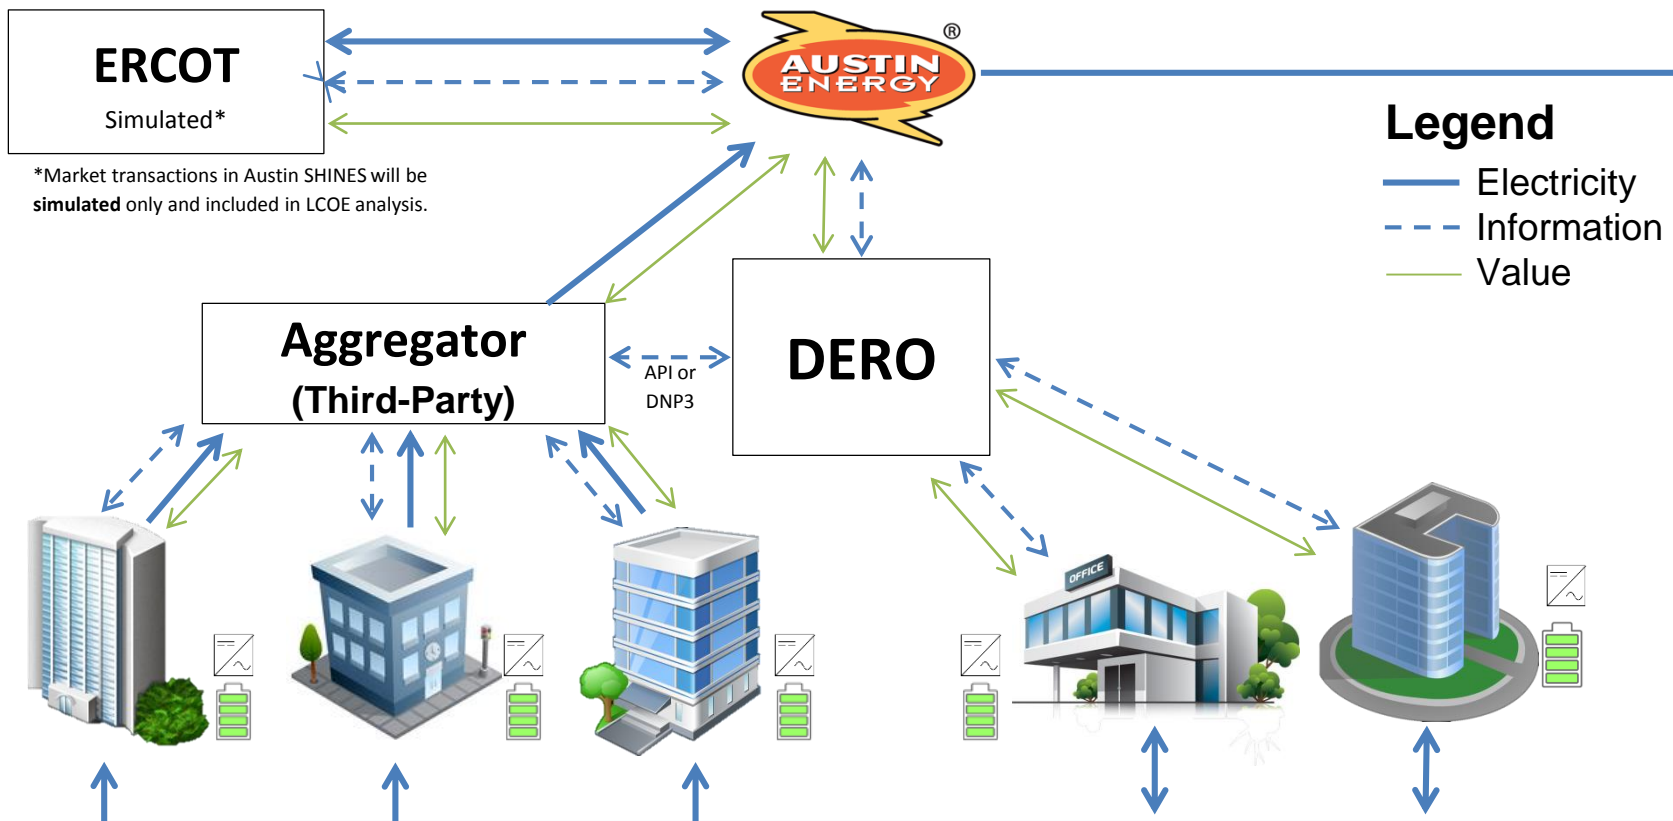 ERCOT
Simulated*
*Market transactions in Austin SHINES will be
simulated only and included in LCOE analysis.
AUSTIN
ENERGY
®
Legend
Electricity
Information
Value
Aggregator
(Third-Party)
API or
DNP3
DERO
OFFICE